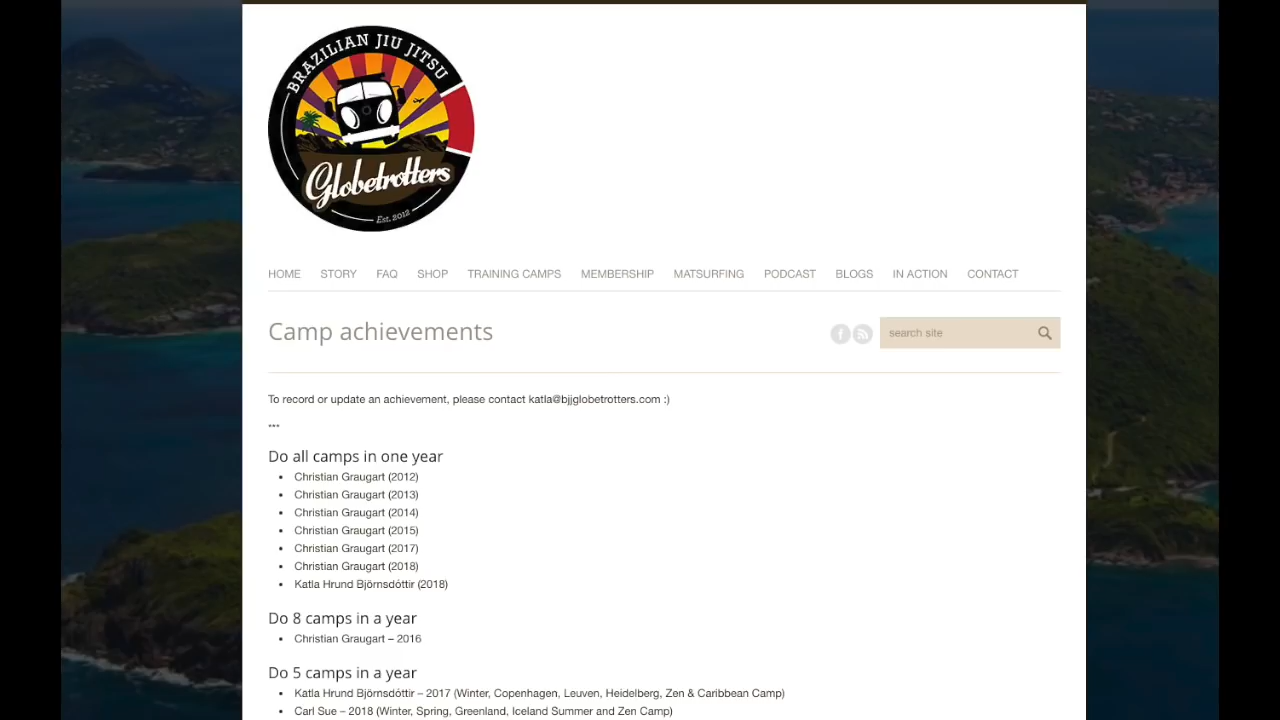 BRAZILIAN JIU JITSU
Globetrotters
Est. 2012
HOME STORY FAQ SHOP TRAINING CAMPS MEMBERSHIP MATSURFING PODCAST BLOGS IN ACTION CONTACT
Camp achievements
search site
To record or update an achievement, please contact katla@bjjglobetrotters.com :)
***
Do all camps in one year
• Christian Graugart (2012)
• Christian Graugart (2013)
• Christian Graugart (2014)
• Christian Graugart (2015)
• Christian Graugart (2017)
• Christian Graugart (2018)
• Katla Hrund Björnsdóttir (2018)
Do 8 camps in a year
• Christian Graugart – 2016
Do 5 camps in a year
• Katla Hrund Björnsdóttir – 2017 (Winter, Copenhagen, Leuven, Heidelberg, Zen & Caribbean Camp)
• Carl Sue – 2018 (Winter, Spring, Greenland, Iceland Summer and Zen Camp)